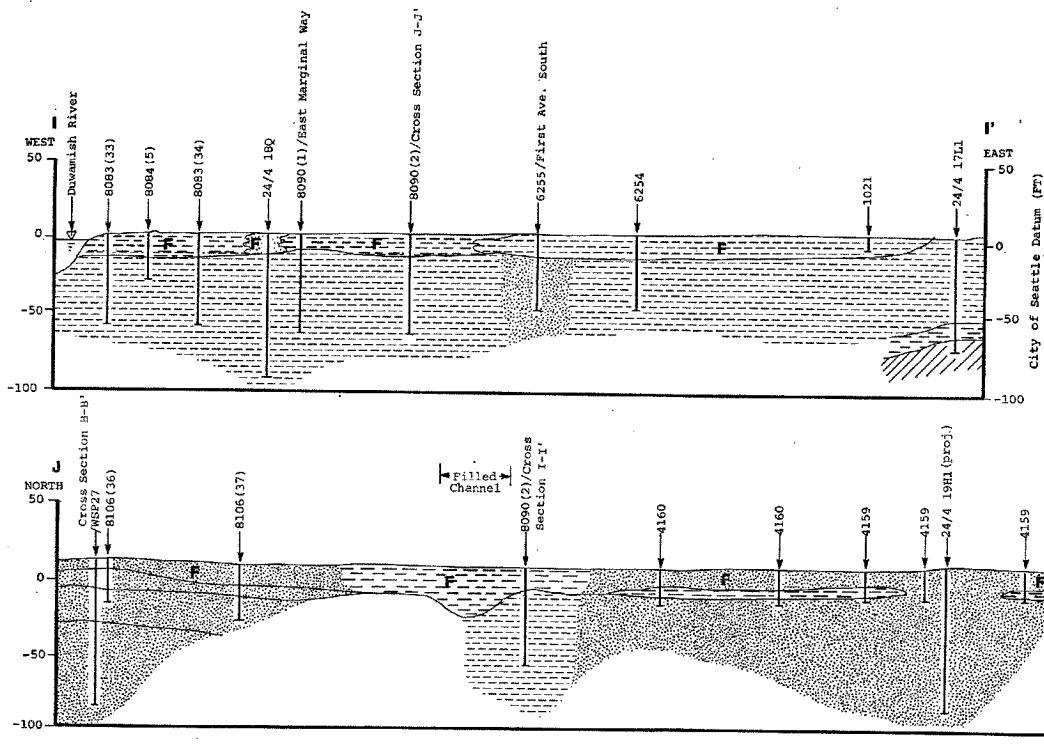 I
WEST
50
0
-50
-100
Duwamish River
8083(33)
8084(5)
8083(34)
24/4 18Q
8090(1)/East Marginal Way
8090(2)/Cross Section J-J'
6255/First Ave. South
6254
1021
24/4 17L1
I'
EAST
50
0
-50
-100
City of Seattle Datum (FT)
F
F
F
F
J
NORTH
50
0
-50
-100
Cross Section B-B'
/WSP27
8106(36)
8106(37)
Filled
Channel
8090(2)/Cross
Section I-I'
4160
4160
4159
4159
24/4 19H1(proj.)
4159
F
F
F
F